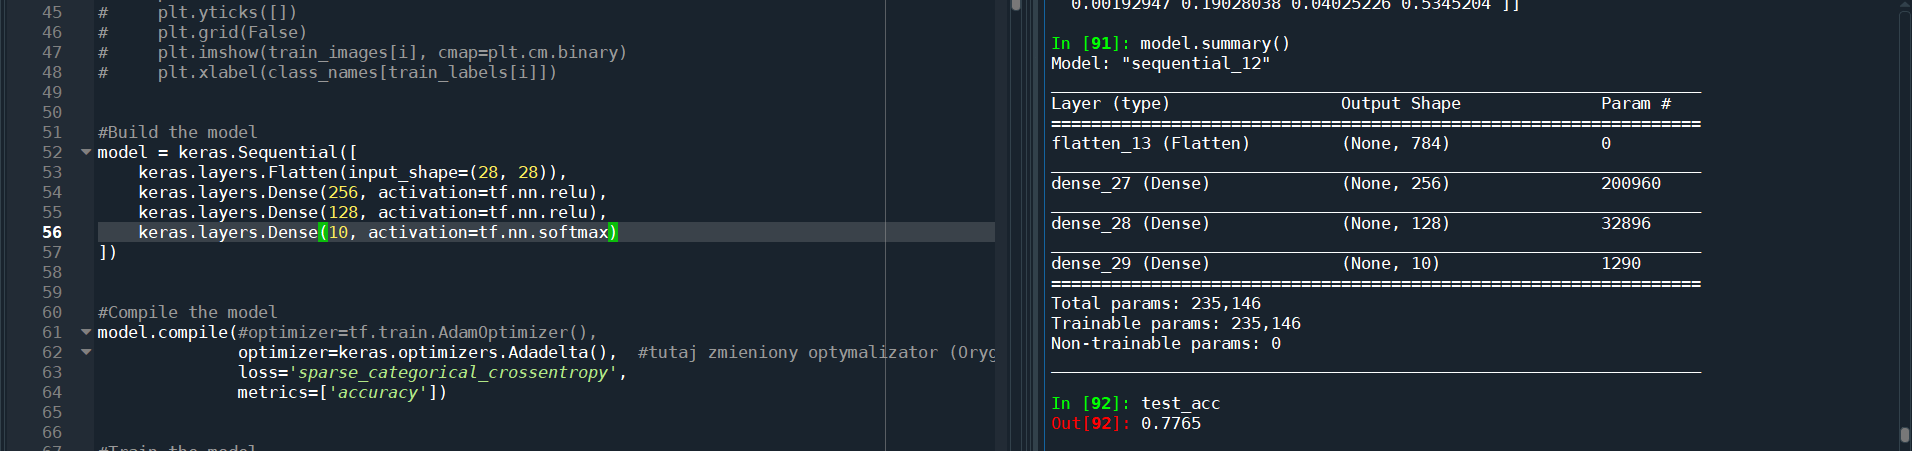 45 #     plt.yticks([])
46 #     plt.grid(False)
47 #     plt.imshow(train_images[i], cmap=plt.cm.binary)
48 #     plt.xlabel(class_names[train_labels[i]])
49
50
51 #Build the model
52 model = keras.Sequential([
53     keras.layers.Flatten(input_shape=(28, 28)),
54     keras.layers.Dense(256, activation=tf.nn.relu),
55     keras.layers.Dense(128, activation=tf.nn.relu),
56     keras.layers.Dense(10, activation=tf.nn.softmax)
57 ])
58
59
60 #Compile the model
61 model.compile(#optimizer=tf.train.AdamOptimizer(),
62               optimizer=keras.optimizers.Adadelta(),  #tutaj zmieniony optymalizator (Oryg
63               loss='sparse_categorical_crossentropy',
64               metrics=['accuracy'])
65
66
67 #Train the model
0.00192947 0.19028038 0.04025226 0.5345204 ]]
In [91]: model.summary()
Model: "sequential_12"
Layer (type)                 Output Shape              Param #
=================================================================
flatten_13 (Flatten)         (None, 784)               0
dense_27 (Dense)             (None, 256)               200960
dense_28 (Dense)             (None, 128)               32896
dense_29 (Dense)             (None, 10)                1290
=================================================================
Total params: 235,146
Trainable params: 235,146
Non-trainable params: 0
In [92]: test_acc
Out[92]: 0.7765